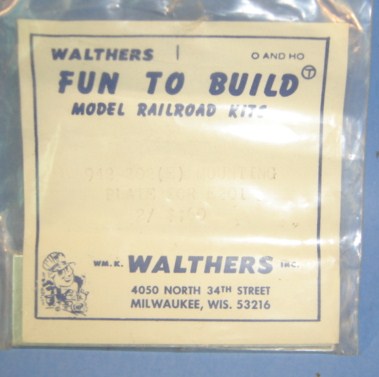 WALTHERS O AND HO
FUN TO BUILD T
MODEL RAILROAD KITS
WM. K. WALTHERS INC.
4050 NORTH 34TH STREET
MILWAUKEE, WIS. 53216